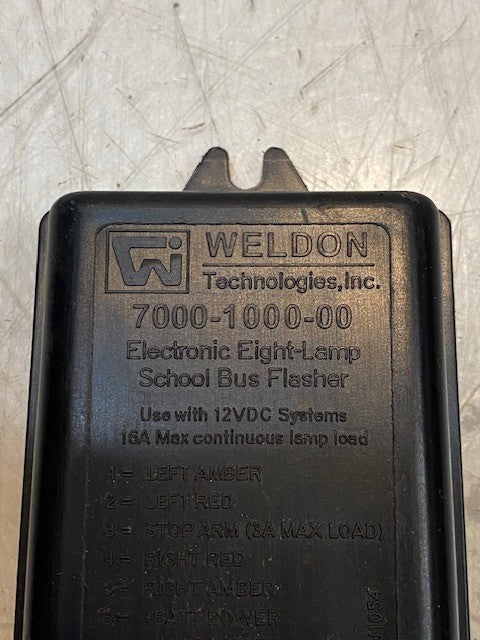 WELDON
Technologies,Inc.
7000-1000-00
Electronic Eight-Lamp
School Bus Flasher
Use with 12VDC Systems
16A Max continuous lamp load
1 = LEFT AMBER
2 = LEFT RED
3 = STOP ARM (3A MAX LOAD)
4 = RIGHT RED
5 = RIGHT AMBER
6 = +BATT POWER
1054